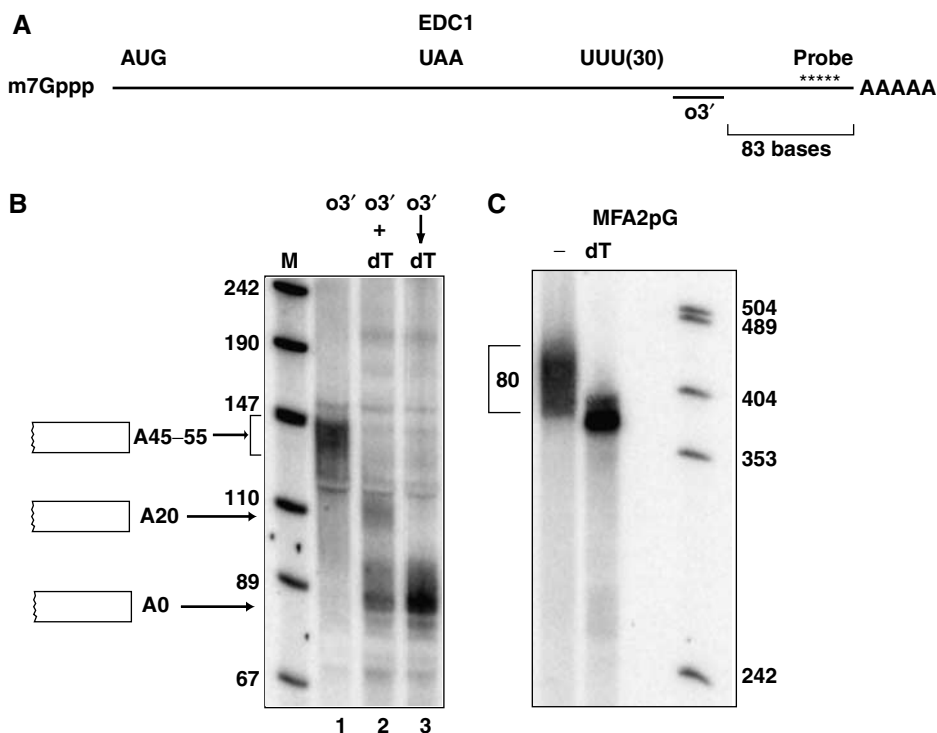 A
EDC1
AUG UAA UUU(30) Probe
*****
m7Gppp AAAAA
o3′
83 bases
B
o3′ o3′ o3′
+
M dT dT
242
190
147
A45–55
110
A20
89
A0
67
1 2 3
C
MFA2pG
– dT
504
489
80
404
353
242